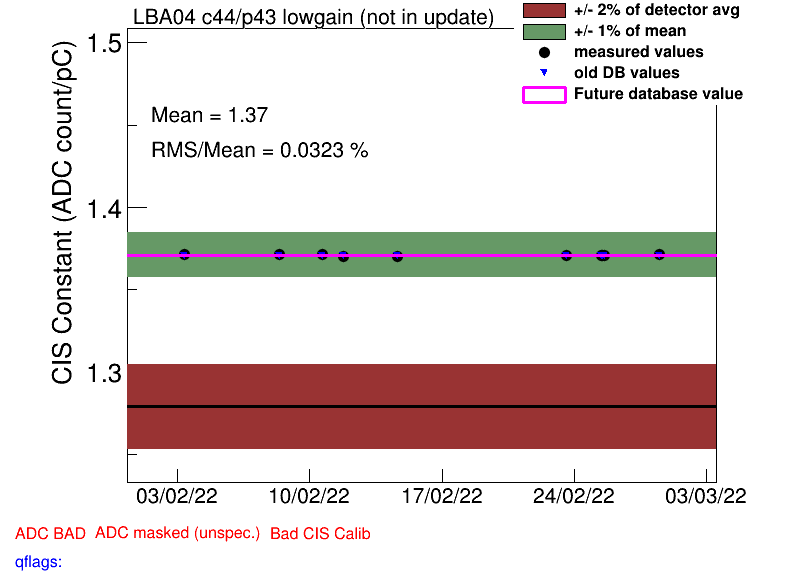 LBA04 c44/p43 lowgain (not in update)
+/- 2% of detector avg
+/- 1% of mean
measured values
old DB values
Future database value
Mean = 1.37
RMS/Mean = 0.0323 %
CIS Constant (ADC count/pC)
1.5
1.4
1.3
03/02/22 10/02/22 17/02/22 24/02/22 03/03/22
ADC BAD ADC masked (unspec.) Bad CIS Calib
qflags: